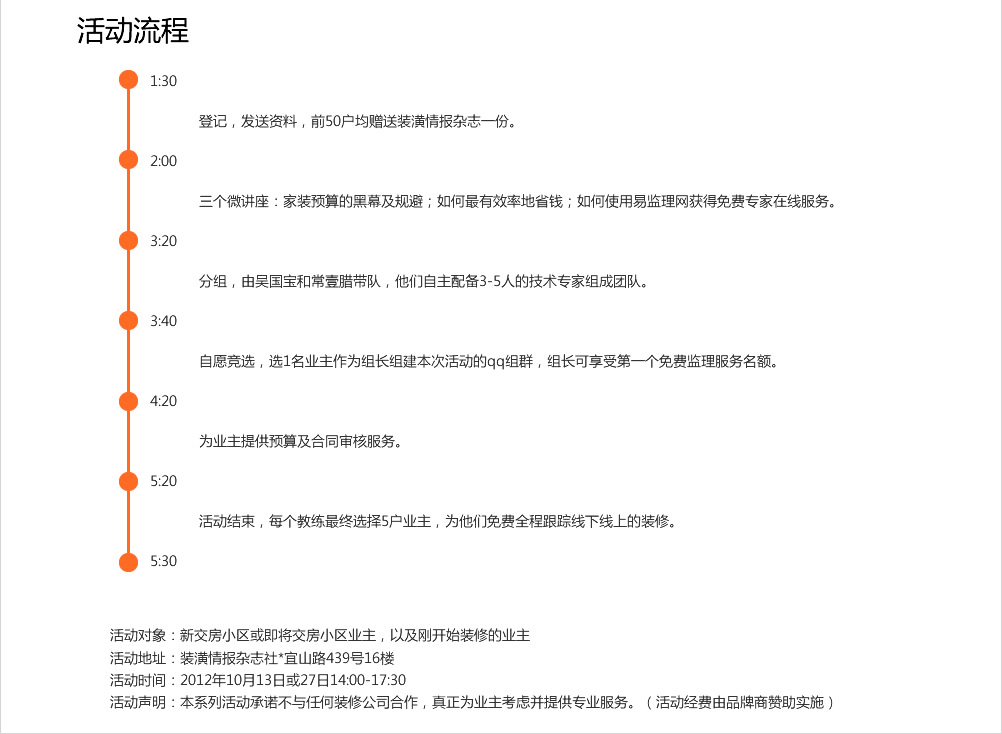 活动流程
1:30
登记，发送资料，前50户均赠送装潢情报杂志一份。
2:00
三个微讲座：家装预算的黑幕及规避；如何最有效率地省钱；如何使用易监理网获得免费专家在线服务。
3:20
分组，由吴国宝和常壹腊带队，他们自主配备3-5人的技术专家组成团队。
3:40
自愿竞选，选1名业主作为组长组建本次活动的qq组群，组长可享受第一个免费监理服务名额。
4:20
为业主提供预算及合同审核服务。
5:20
活动结束，每个教练最终选择5户业主，为他们免费全程跟踪线下线上的装修。
5:30
活动对象：新交房小区或即将交房小区业主，以及刚开始装修的业主
活动地址：装潢情报杂志社*宜山路439号16楼
活动时间：2012年10月13日或27日14:00-17:30
活动声明：本系列活动承诺不与任何装修公司合作，真正为业主考虑并提供专业服务。（活动经费由品牌商赞助实施）